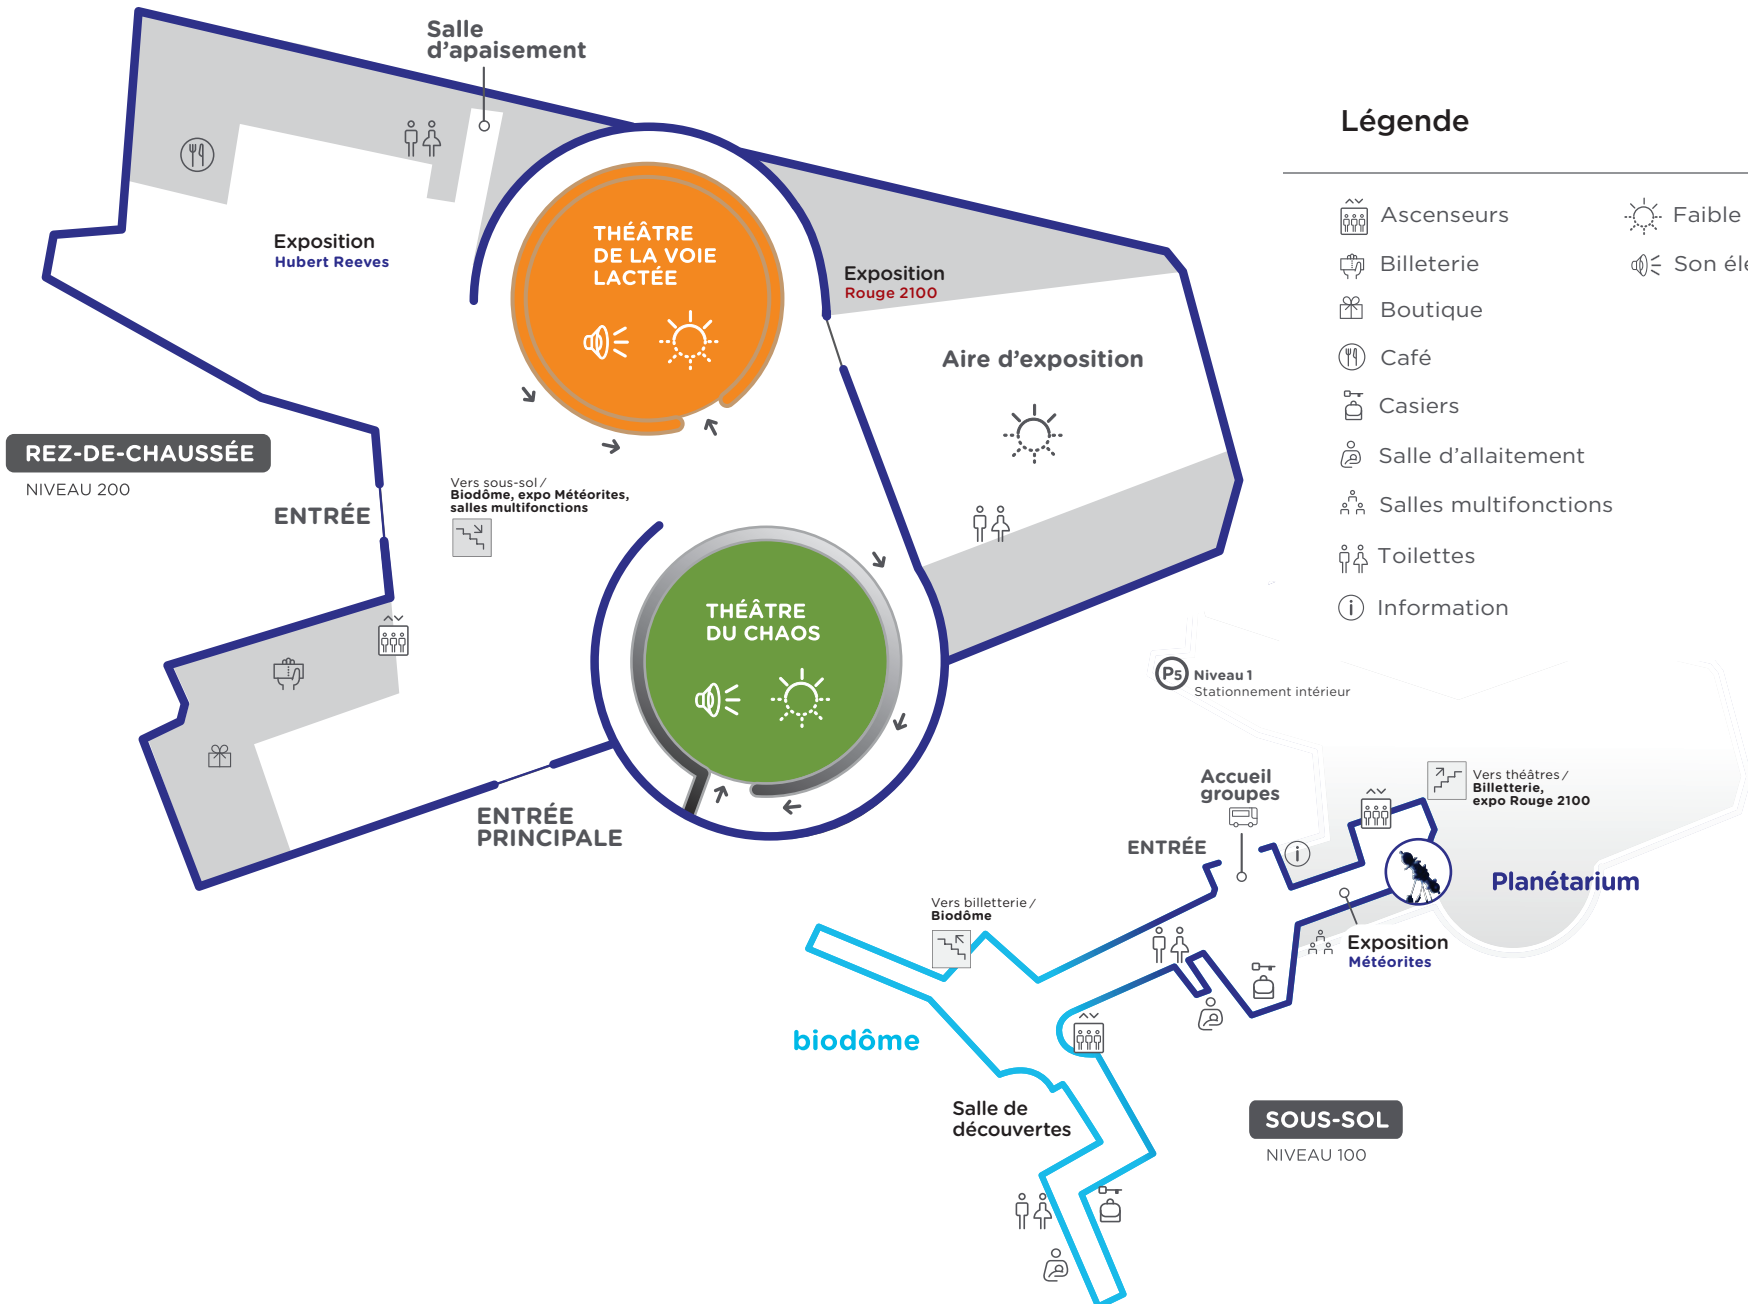 Salle
d'apaisement
Exposition
Hubert Reeves
THÉÂTRE
DE LA VOIE
LACTÉE
Exposition
Rouge 2100
Aire d'exposition
REZ-DE-CHAUSSÉE
NIVEAU 200
ENTRÉE
Vers sous-sol /
Biodôme, expo Météorites,
salles multifonctions
THÉÂTRE
DU CHAOS
ENTRÉE
PRINCIPALE
Légende
Ascenseurs
Billeterie
Boutique
Café
Casiers
Salle d'allaitement
Salles multifonctions
Toilettes
i Information
Faible
Son éle
P5 Niveau 1
Stationnement intérieur
Accueil
groupes
ENTRÉE
i
Vers théâtres /
Billetterie,
expo Rouge 2100
Planétarium
Exposition
Météorites
Vers billetterie /
Biodôme
biodôme
Salle de
découvertes
SOUS-SOL
NIVEAU 100